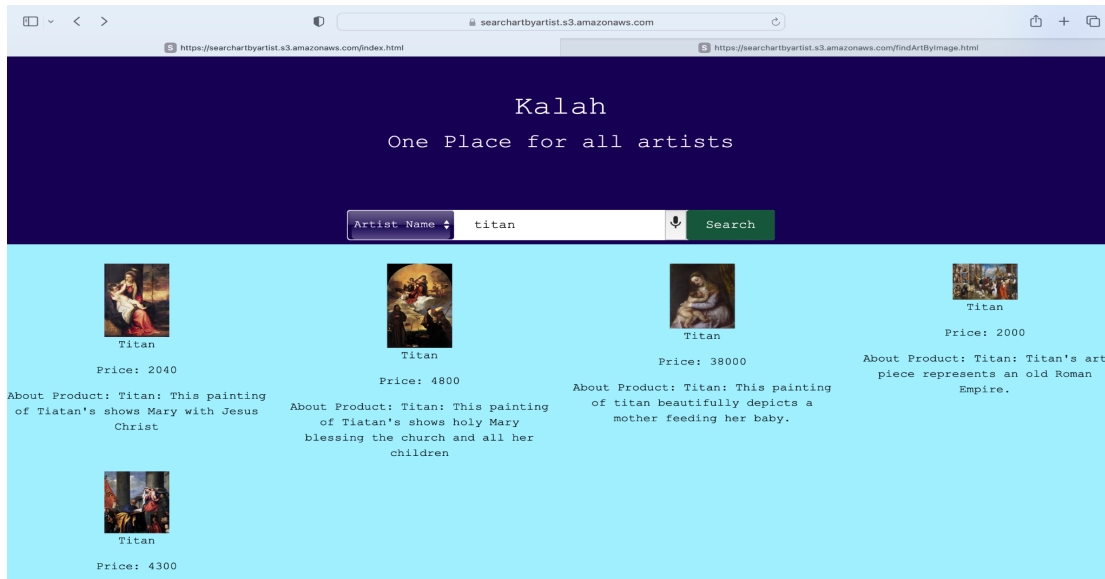 searchartbyartist.s3.amazonaws.com
S https://searchartbyartist.s3.amazonaws.com/index.html
S https://searchartbyartist.s3.amazonaws.com/findArtByImage.html
Kalah
One Place for all artists
Artist Name
titan
Search
Titan
Price: 2040
About Product: Titan: This painting
of Tiatan's shows Mary with Jesus
Christ
Titan
Price: 4800
About Product: Titan: This painting
of Tiatan's shows holy Mary
blessing the church and all her
children
Titan
Price: 38000
About Product: Titan: This painting
of titan beautifully depicts a
mother feeding her baby.
Titan
Price: 2000
About Product: Titan: Titan's art
piece represents an old Roman
Empire.
Titan
Price: 4300